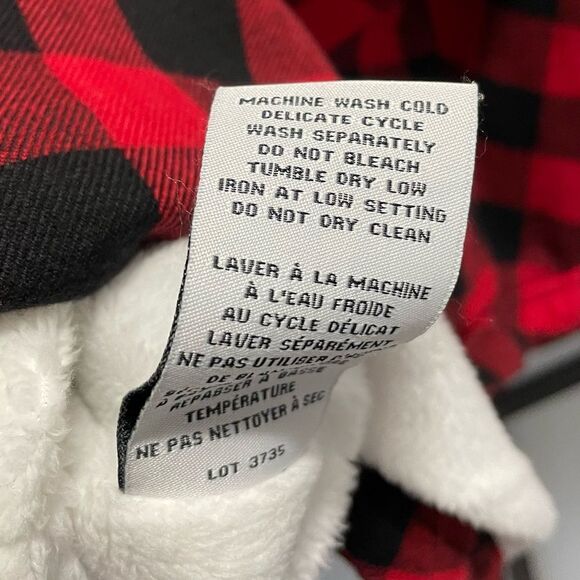 MACHINE WASH COLD
DELICATE CYCLE
WASH SEPARATELY
DO NOT BLEACH
TUMBLE DRY LOW
IRON AT LOW SETTING
DO NOT DRY CLEAN
LAVER À LA MACHINE
À L'EAU FROIDE
AU CYCLE DÉLICAT
LAVER SÉPARÉMENT
NE PAS UTILISER
DE
REPASSER À BASSE
TEMPÉRATURE
NE PAS NETTOYER À SEC
LOT 3735